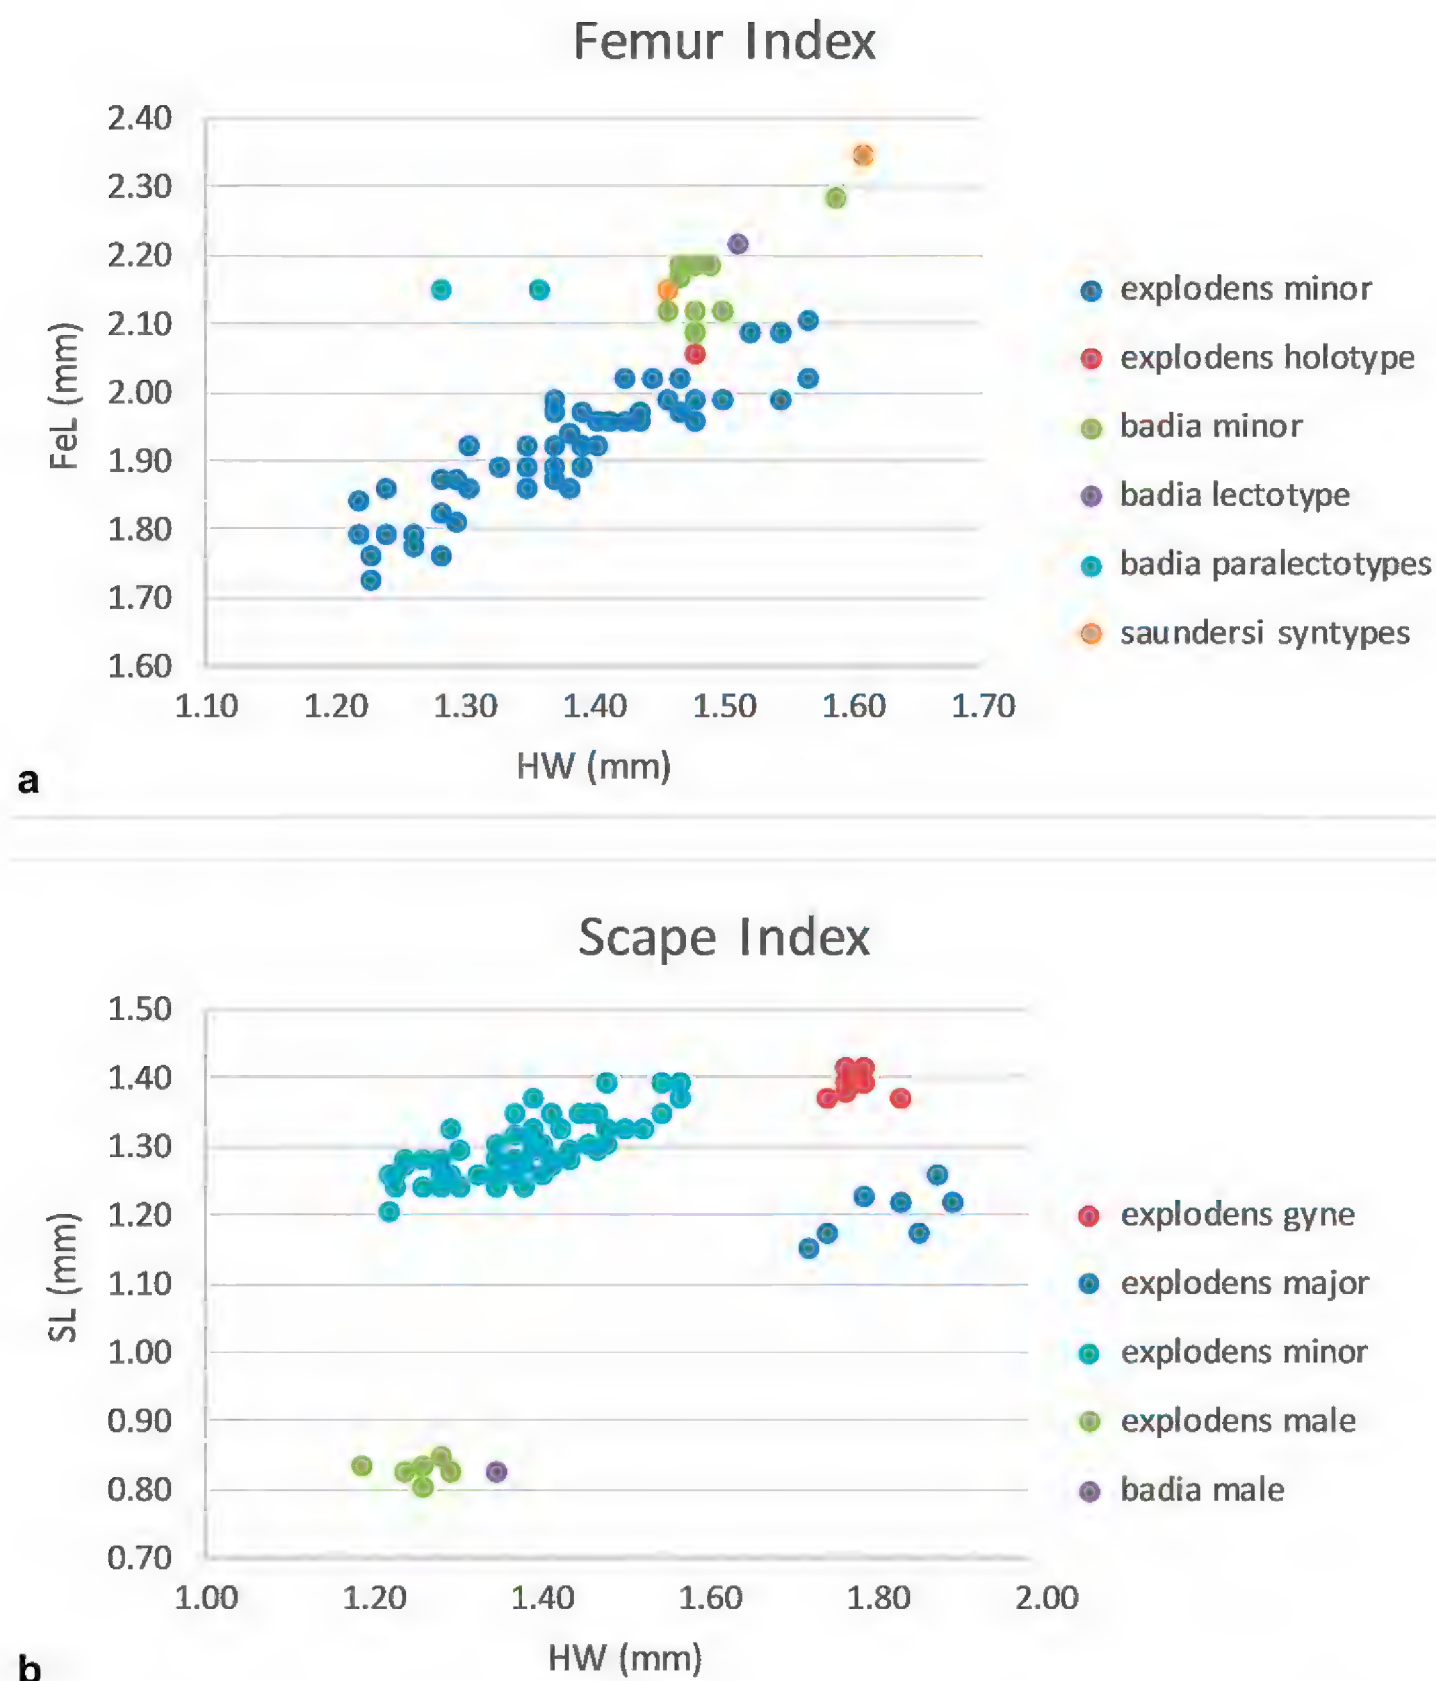 Femur Index
2.40
2.30
2.20
2.10
2.00
1.90
1.80
1.70
1.60
FeL (mm)
1.10 1.20 1.30 1.40 1.50 1.60 1.70
HW (mm)
explodens minor
explodens holotype
badia minor
badia lectotype
badia paralectotypes
saundersi syntypes
a
Scape Index
1.50
1.40
1.30
1.20
1.10
1.00
0.90
0.80
0.70
SL (mm)
1.00 1.20 1.40 1.60 1.80 2.00
HW (mm)
explodens gyne
explodens major
explodens minor
explodens male
badia male
b